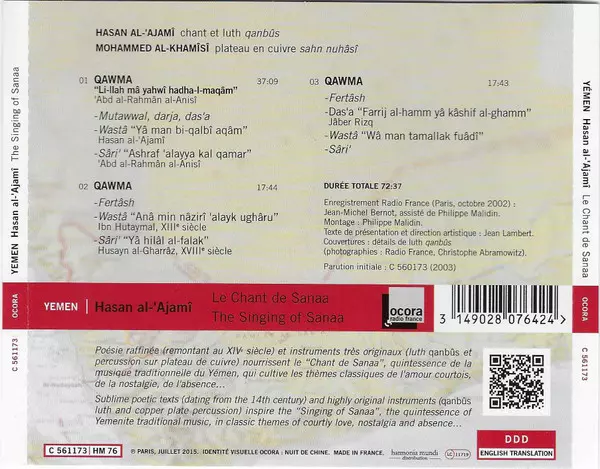 HASAN AL-'AJAMÎ chant et luth qanbûs
MOHAMMED AL-KHAMÎSÎ plateau en cuivre sahn nuhâsî
01 QAWMA 37:09
"Li-llah mâ yahwî hadha-l-maqâm"
'Abd al-Rahmân al-Anisî
-Mutawwal, darja, das'a
-Wastâ "Yâ man bi-qalbî aqâm"
Hasan al-'Ajamî
-Sâri' "Ashraf 'alayya kal qamar"
'Abd al-Rahmân al-Anisî
02 QAWMA 17:44
-Fertâsh
-Wastâ "Anâ min nâzirî 'alayk ughâru"
Ibn Hutaymal, XIIIe siècle
-Sâri' "Yâ hilâl al-falak"
Husayn al-Gharrâz, XVIIIe siècle
03 QAWMA 17:43
-Fertâsh
-Das'a "Farrij al-hamm yâ kâshif al-ghamm"
Jâber Rizq
-Wastâ "Wâ man tamallak fuâdî"
-Sâri'
DURÉE TOTALE 72:37
Enregistrement Radio France (Paris, octobre 2002) :
Jean-Michel Bernot, assisté de Philippe Malidin.
Montage : Philippe Malidin.
Texte de présentation et direction artistique : Jean Lambert.
Couvertures : détails de luth qanbûs
(photographies : Radio France, Christophe Abramowitz).
Parution initiale : C 560173 (2003)
YEMEN Hasan al-'Ajamî The Singing of Sanaa
OCORA
C 561173
YÉMEN Hasan al-'Ajamî Le Chant de Sanaa
OCORA
C 561173
YEMEN | Hasan al-'Ajamî
Le Chant de Sanaa
The Singing of Sanaa
ocora
radio france
3 149028 076424 >
Poésie raffinée (remontant au XIVe siècle) et instruments très originaux (luth qanbûs et
percussion sur plateau de cuivre) nourrissent le "Chant de Sanaa", quintessence de la
musique traditionnelle du Yémen, qui cultive les thèmes classiques de l'amour courtois,
de la nostalgie, de l'absence...
Sublime poetic texts (dating from the 14th century) and highly original instruments (qanbûs
luth and copper plate percussion) inspire the "Singing of Sanaa", the quintessence of
Yemenite traditional music, in classic themes of courtly love, nostalgia and absence...
C 561173 | HM 76
℗ PARIS, JUILLET 2015. IDENTITÉ VISUELLE OCORA : NUIT DE CHINE. MADE IN FRANCE.
harmonia mundi
distribution
LC 11719
DDD
ENGLISH TRANSLATION